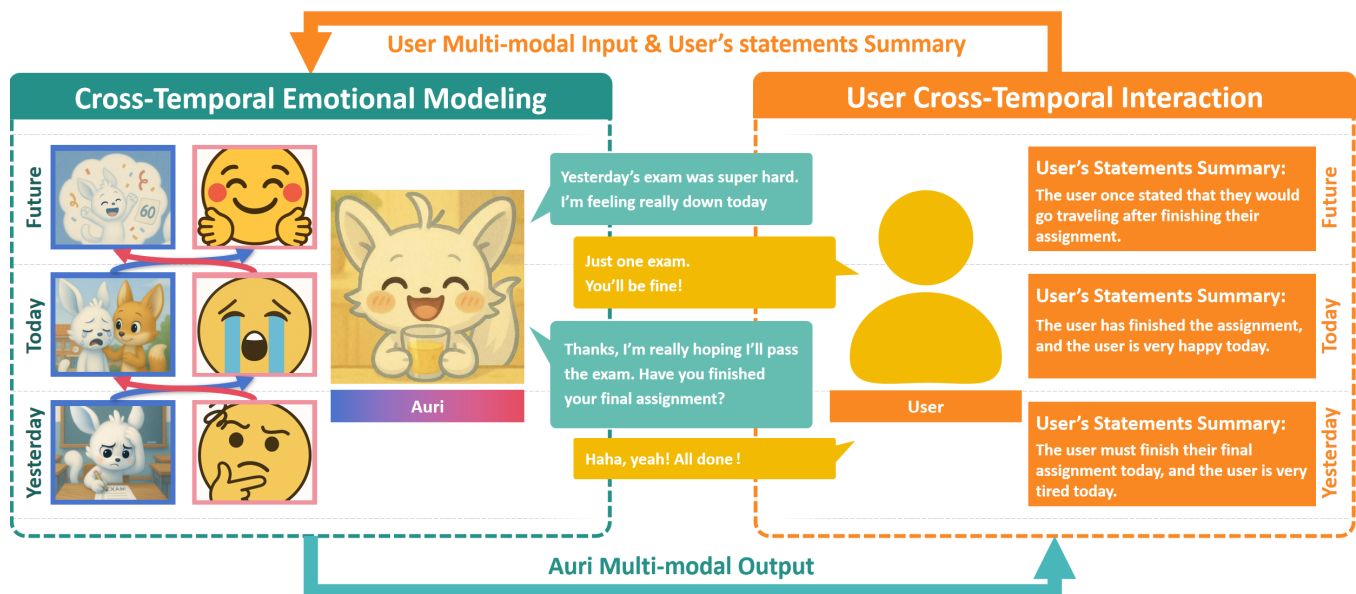 User Multi-modal Input & User's statements Summary
Cross-Temporal Emotional Modeling
Future
60
Today
Yesterday
EXAM
Auri
Yesterday's exam was super hard.
I'm feeling really down today
Just one exam.
You'll be fine!
Thanks, I'm really hoping I'll pass
the exam. Have you finished
your final assignment?
Haha, yeah! All done !
User Cross-Temporal Interaction
User
User's Statements Summary:
The user once stated that they would
go traveling after finishing their
assignment.
Future
User's Statements Summary:
The user has finished the assignment,
and the user is very happy today.
Today
User's Statements Summary:
The user must finish their final
assignment today, and the user is very
tired today.
Yesterday
Auri Multi-modal Output